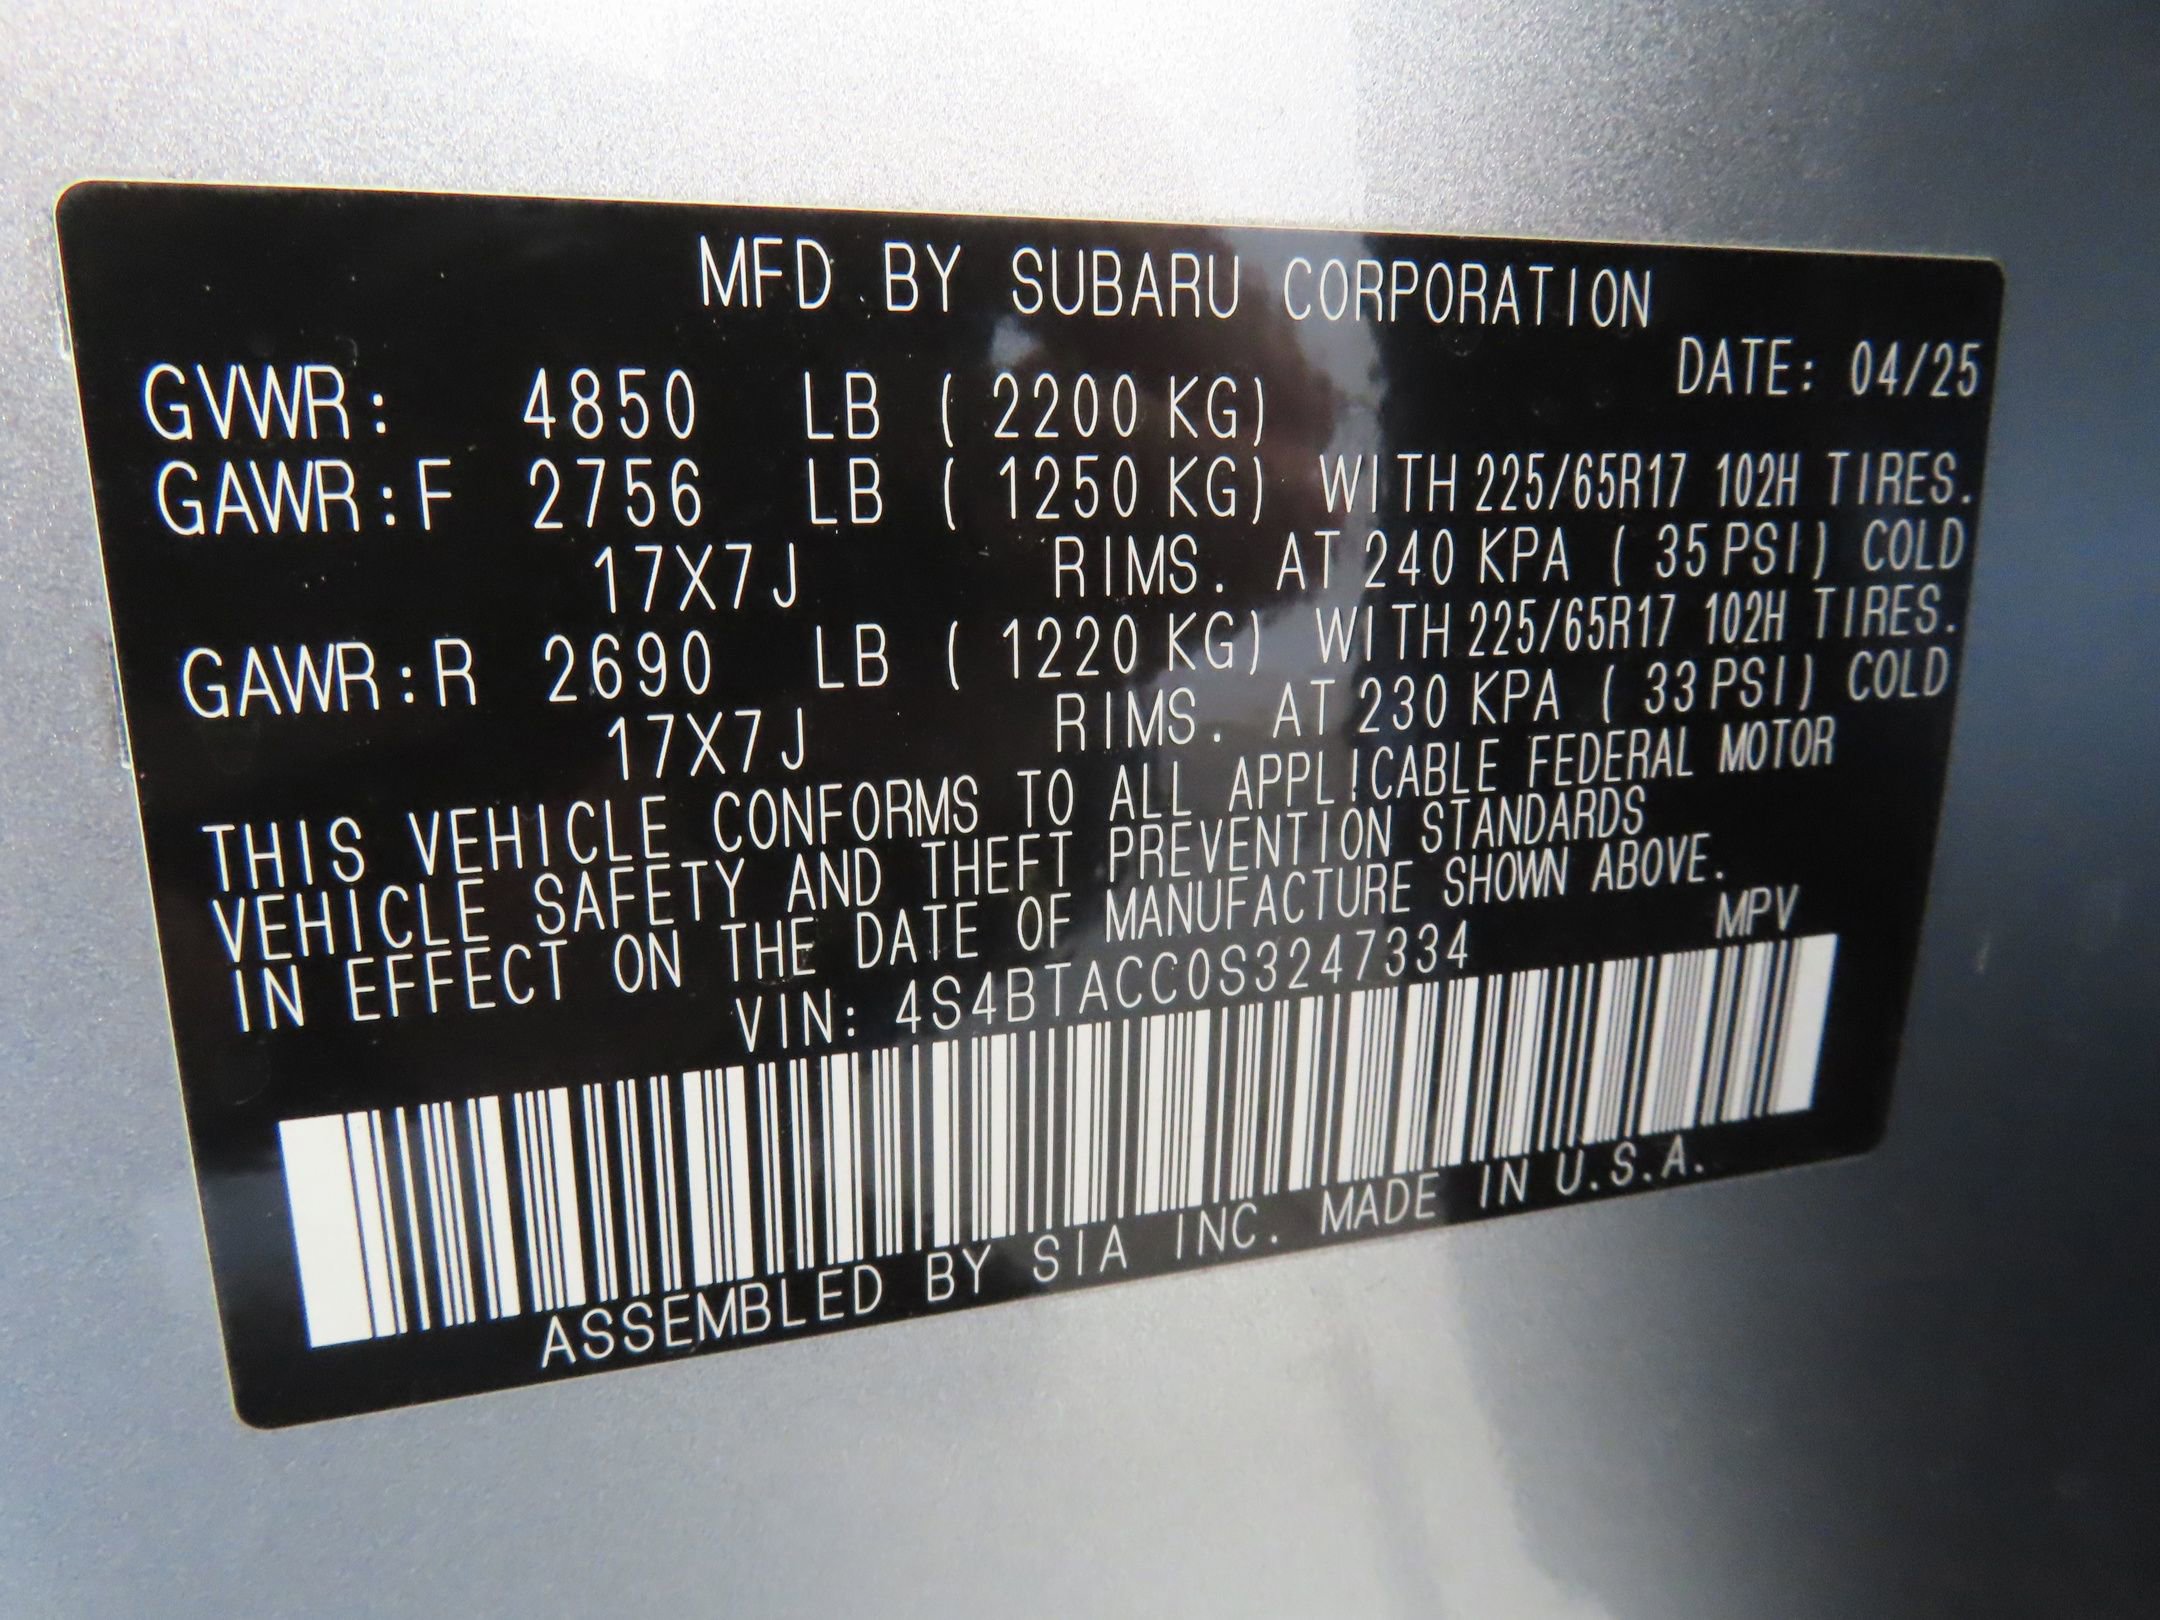 MFD BY SUBARU CORPORATION
DATE: 04/25
GVWR: 4850 LB ( 2200 KG)
GAWR:F 2756 LB ( 1250 KG) WITH 225/65R17 102H TIRES.
17X7J RIMS. AT 240 KPA ( 35 PSI) COLD
GAWR:R 2690 LB ( 1220 KG) WITH 225/65R17 102H TIRES.
17X7J RIMS. AT 230 KPA ( 33 PSI) COLD
THIS VEHICLE CONFORMS TO ALL APPLICABLE FEDERAL MOTOR
VEHICLE SAFETY AND THEFT PREVENTION STANDARDS
IN EFFECT ON THE DATE OF MANUFACTURE SHOWN ABOVE.
VIN: 4S4BTACC0S3247334 MPV
ASSEMBLED BY SIA INC. MADE IN U.S.A.